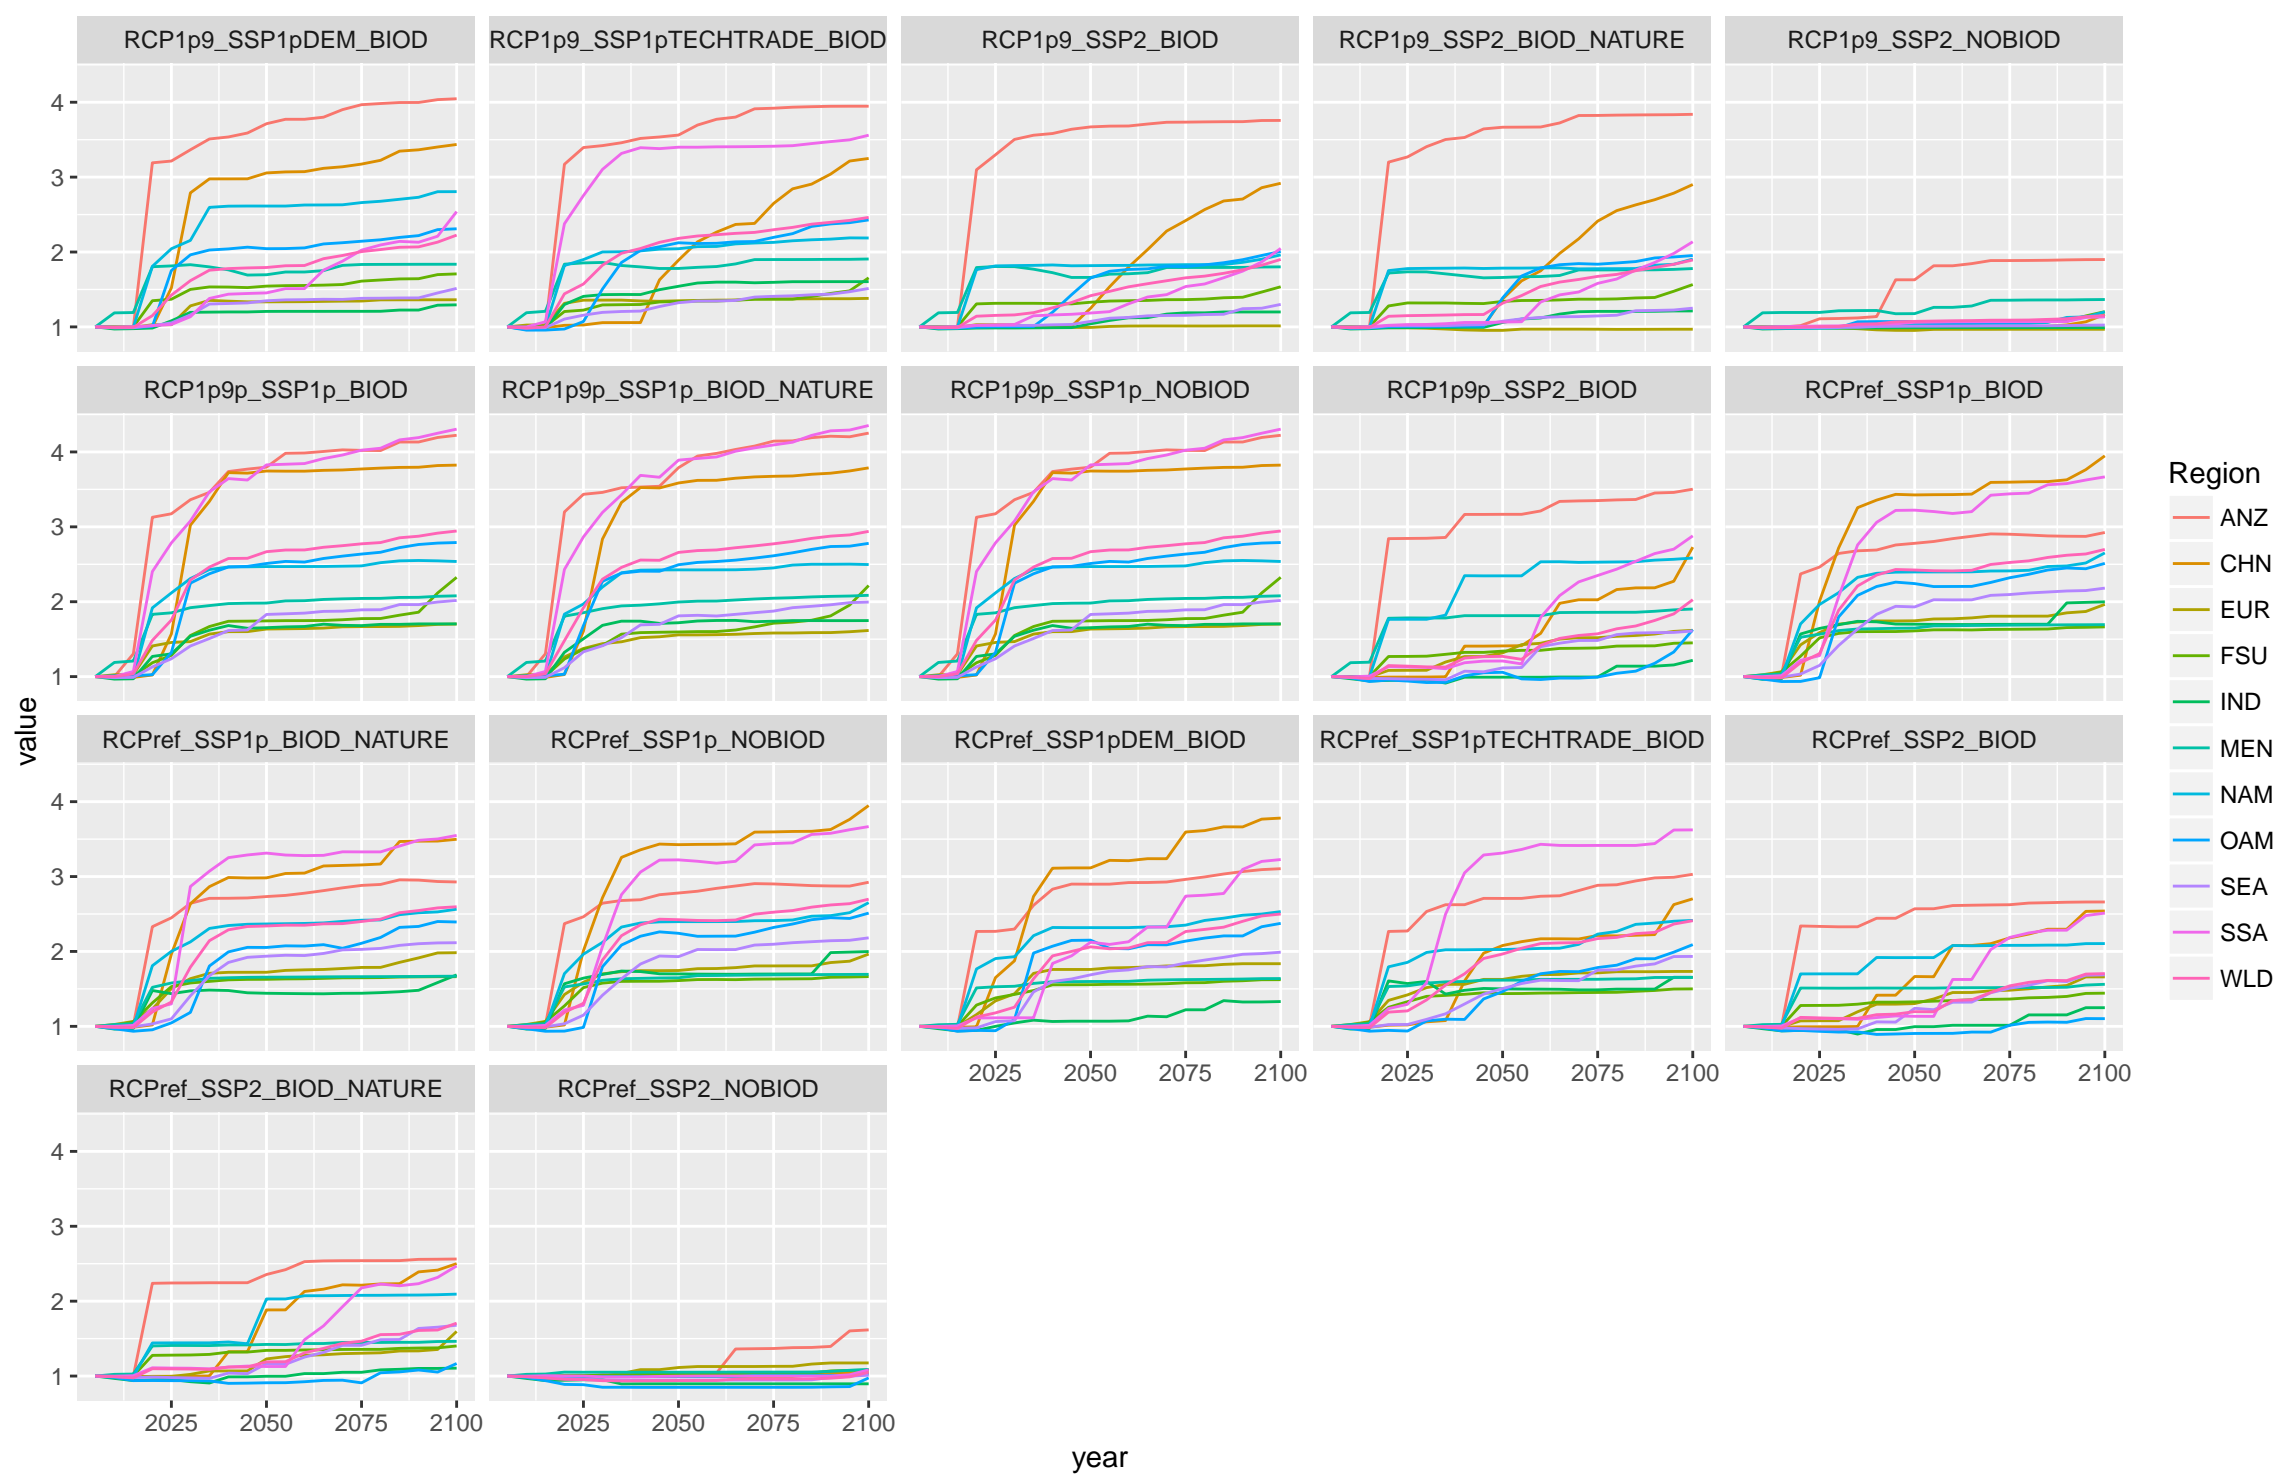 RCP1p9_SSP1pDEM_BIOD
RCP1p9_SSP1pTECHTRADE_BIOD
RCP1p9_SSP2_BIOD
RCP1p9_SSP2_BIOD_NATURE
RCP1p9_SSP2_NOBIOD
4
3
2
1
RCP1p9p_SSP1p_BIOD
RCP1p9p_SSP1p_BIOD_NATURE
RCP1p9p_SSP1p_NOBIOD
RCP1p9p_SSP2_BIOD
RCPref_SSP1p_BIOD
4
3
2
1
RCPref_SSP1p_BIOD_NATURE
RCPref_SSP1p_NOBIOD
RCPref_SSP1pDEM_BIOD
RCPref_SSP1pTECHTRADE_BIOD
RCPref_SSP2_BIOD
4
3
2
1
2025 2050 2075 2100
2025 2050 2075 2100
2025 2050 2075 2100
RCPref_SSP2_BIOD_NATURE
RCPref_SSP2_NOBIOD
4
3
2
1
2025 2050 2075 2100
2025 2050 2075 2100
value
year
Region
ANZ
CHN
EUR
FSU
IND
MEN
NAM
OAM
SEA
SSA
WLD